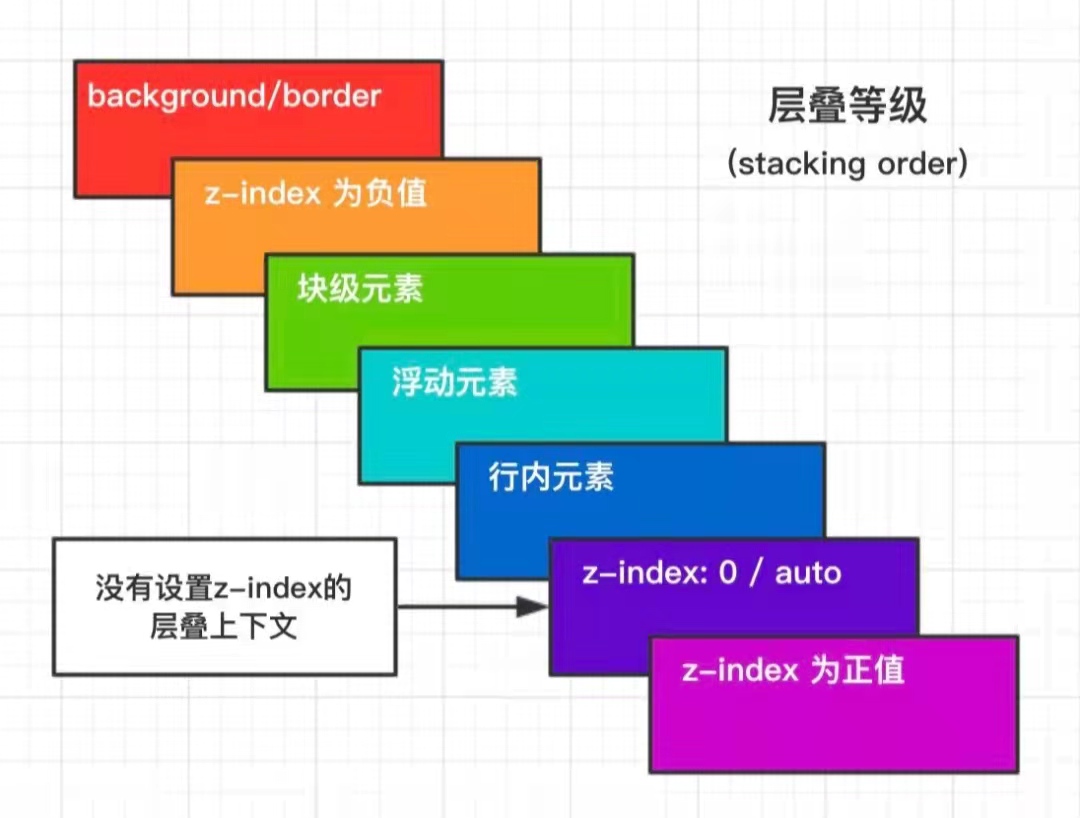 background/border
层叠等级
(stacking order)
z-index 为负值
块级元素
浮动元素
行内元素
没有设置z-index的
层叠上下文
z-index: 0 / auto
z-index 为正值